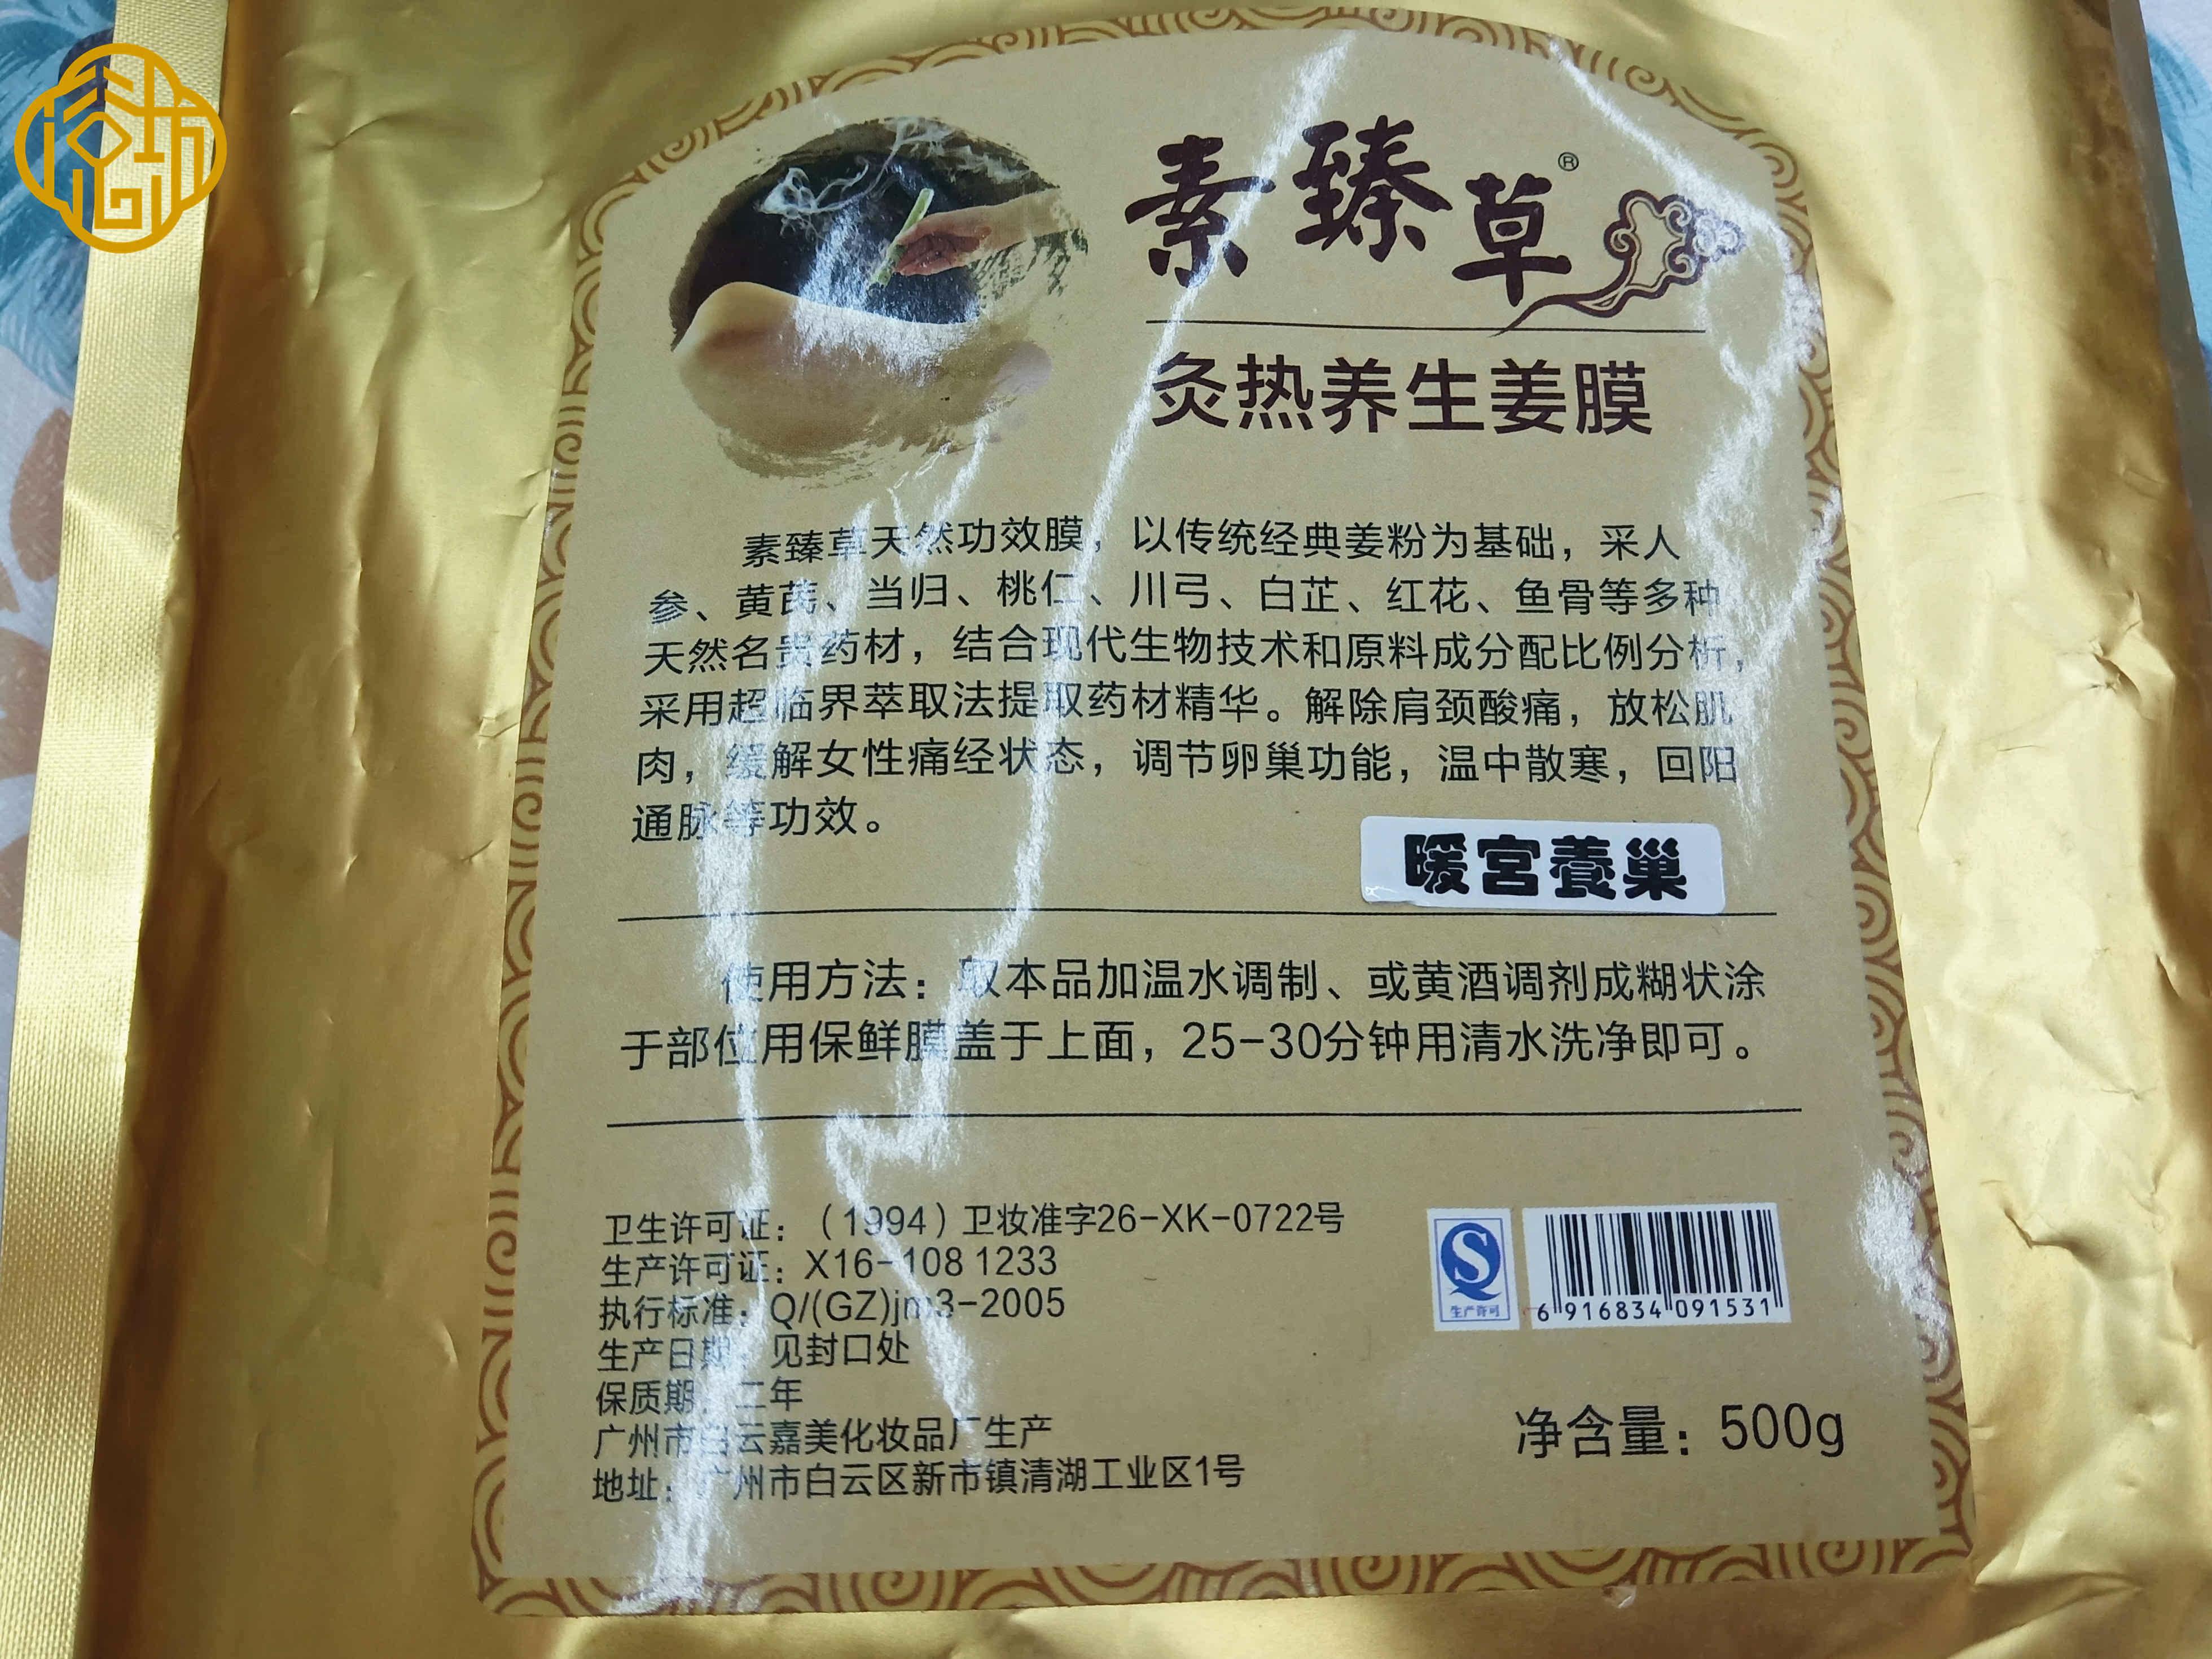 素臻草®
灸热养生姜膜
素臻草天然功效膜，以传统经典姜粉为基础，采人
参、黄芪、当归、桃仁、川弓、白芷、红花、鱼骨等多种
天然名贵药材，结合现代生物技术和原料成分配比例分析，
采用超临界萃取法提取药材精华。解除肩颈酸痛，放松肌
肉，缓解女性痛经状态，调节卵巢功能，温中散寒，回阳
通脉等功效。
暖宮養巢
使用方法：取本品加温水调制、或黄酒调剂成糊状涂
于部位用保鲜膜盖于上面，25-30分钟用清水洗净即可。
卫生许可证：（1994）卫妆准字26-XK-0722号
生产许可证：X16-108 1233
执行标准：Q/(GZ)jm3-2005
生产日期：见封口处
保质期：二年
广州市白云嘉美化妆品厂生产
地址：广州市白云区新市镇清湖工业区1号
QS
生产许可
6 916834 091531
净含量：500g